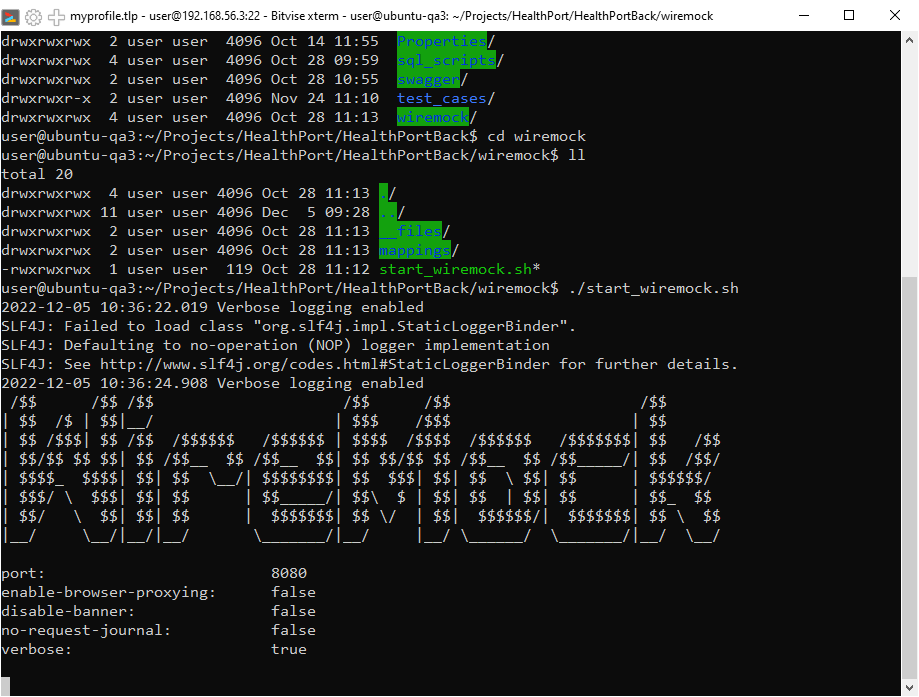 myprofile.tlp - user@192.168.56.3:22 - Bitvise xterm - user@ubuntu-qa3: ~/Projects/HealthPort/HealthPortBack/wiremock
drwxrwxrwx  2 user user  4096 Oct 14 11:55  Properties/
drwxrwxrwx  4 user user  4096 Oct 28 09:59  sql_scripts/
drwxrwxrwx  2 user user  4096 Oct 28 10:55  swagger/
drwxrwxr-x  2 user user  4096 Nov 24 11:10  test_cases/
drwxrwxrwx  4 user user  4096 Oct 28 11:13  wiremock/
user@ubuntu-qa3:~/Projects/HealthPort/HealthPortBack$ cd wiremock
user@ubuntu-qa3:~/Projects/HealthPort/HealthPortBack/wiremock$ ll
total 20
drwxrwxrwx  4 user user 4096 Oct 28 11:13 ./
drwxrwxrwx 11 user user 4096 Dec  5 09:28 ../
drwxrwxrwx  2 user user 4096 Oct 28 11:13 __files/
drwxrwxrwx  2 user user 4096 Oct 28 11:13 mappings/
-rwxrwxrwx  1 user user  119 Oct 28 11:12 start_wiremock.sh*
user@ubuntu-qa3:~/Projects/HealthPort/HealthPortBack/wiremock$ ./start_wiremock.sh
2022-12-05 10:36:22.019 Verbose logging enabled
SLF4J: Failed to load class "org.slf4j.impl.StaticLoggerBinder".
SLF4J: Defaulting to no-operation (NOP) logger implementation
SLF4J: See http://www.slf4j.org/codes.html#StaticLoggerBinder for further details.
2022-12-05 10:36:24.908 Verbose logging enabled
 /$$      /$$ /$$                     /$$      /$$                     /$$
| $$  /$ | $$|__/                    | $$$    /$$$                    | $$
| $$ /$$$| $$ /$$  /$$$$$$   /$$$$$$ | $$$$  /$$$$  /$$$$$$   /$$$$$$$| $$   /$$
| $$/$$ $$ $$| $$ /$$__  $$ /$$__  $$| $$ $$/$$ $$ /$$__  $$ /$$_____/| $$  /$$/
| $$$$_  $$$$| $$| $$  \__/| $$$$$$$$| $$  $$$| $$| $$  \ $$| $$      | $$$$$$/
| $$$/ \  $$$| $$| $$      | $$_____/| $$\  $ | $$| $$  | $$| $$      | $$_  $$
| $$/   \  $$| $$| $$      |  $$$$$$$| $$ \/  | $$|  $$$$$$/|  $$$$$$$| $$ \  $$
|__/     \__/|__/|__/       \_______/|__/     |__/ \______/  \_______/|__/  \__/
port:                         8080
enable-browser-proxying:      false
disable-banner:               false
no-request-journal:           false
verbose:                      true